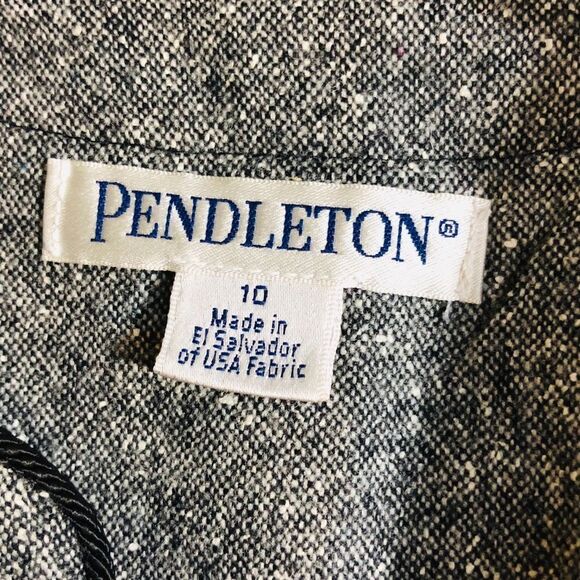 PENDLETON®
10
Made in
El Salvador
of USA Fabric